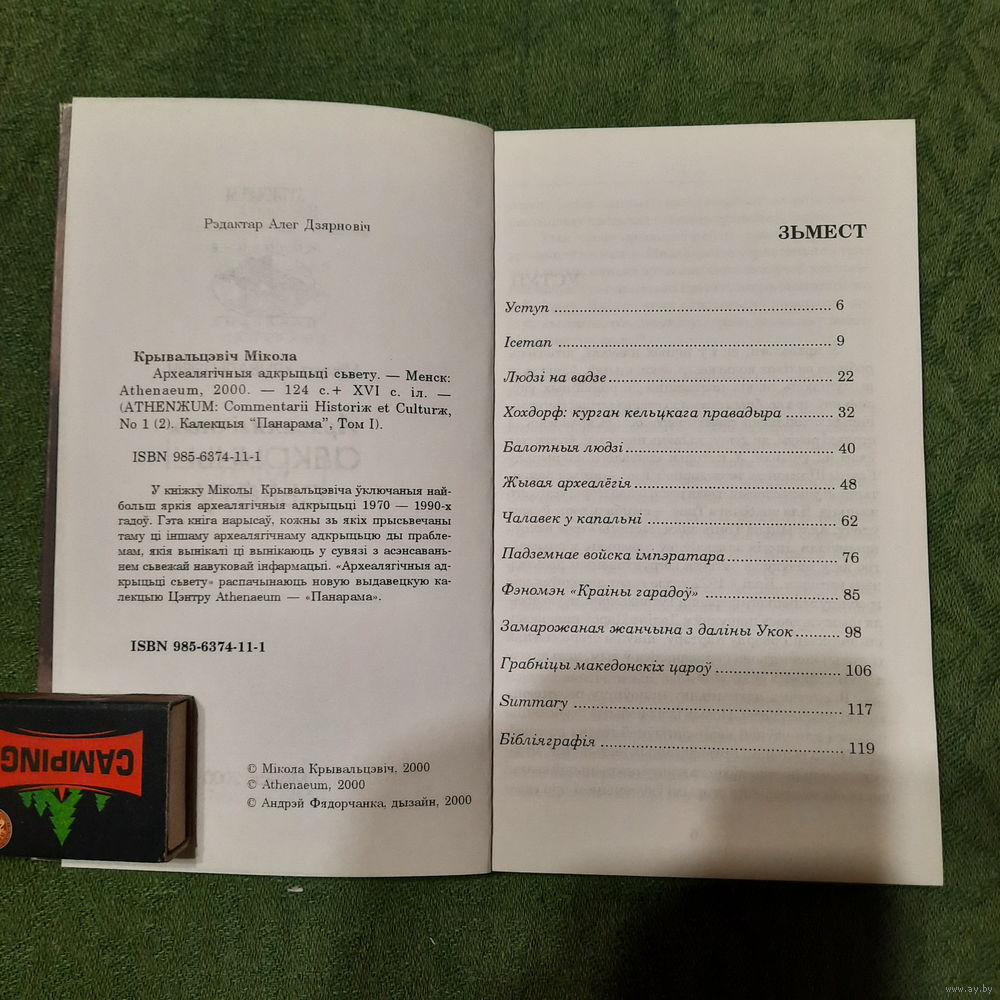 Рэдактар Алег Дзярновіч
Крывальцэвіч Мікола
Археалягічныя адкрыцьці сьвету. — Менск:
Athenaeum, 2000. — 124 с.+ XVI с. іл. —
(ATHENÆUM: Commentarii Historiæ et Culturæ,
No 1 (2). Калекцыя "Панарама", Том I).
ISBN 985-6374-11-1
У кніжку Міколы Крывальцэвіча ўключаныя най-
больш яркія археалягічныя адкрыцьці 1970 — 1990-х
гадоў. Гэта кніга нарысаў, кожны зь якіх прысьвечаны
таму ці іншаму археалягічнаму адкрыцьцю ды прабле-
мам, якія вынікалі ці вынікаюць у сувязі з асэнсавань-
нем сьвежай навуковай інфармацыі. «Археалягічныя ад-
крыцьці сьвету» распачынаюць новую выдавецкую ка-
лекцыю Цэнтру Athenaeum — «Панарама».
ISBN 985-6374-11-1
© Мікола Крывальцэвіч, 2000
© Athenaeum, 2000
© Андрэй Фядорчанка, дызайн, 2000
CAMPING
ЗЬМЕСТ
Уступ ... 6
Ісетап ... 9
Людзі на вадзе ... 22
Хохдорф: курган кельцкага правадыра ... 32
Балотныя людзі ... 40
Жывая археалёгія ... 48
Чалавек у капальні ... 62
Падземнае войска імпэратара ... 76
Фэномэн «Краіны гарадоў» ... 85
Замарожаная жанчына з даліны Укок ... 98
Грабніцы македонскіх цароў ... 106
Summary ... 117
Бібліяграфія ... 119
www.ay.by